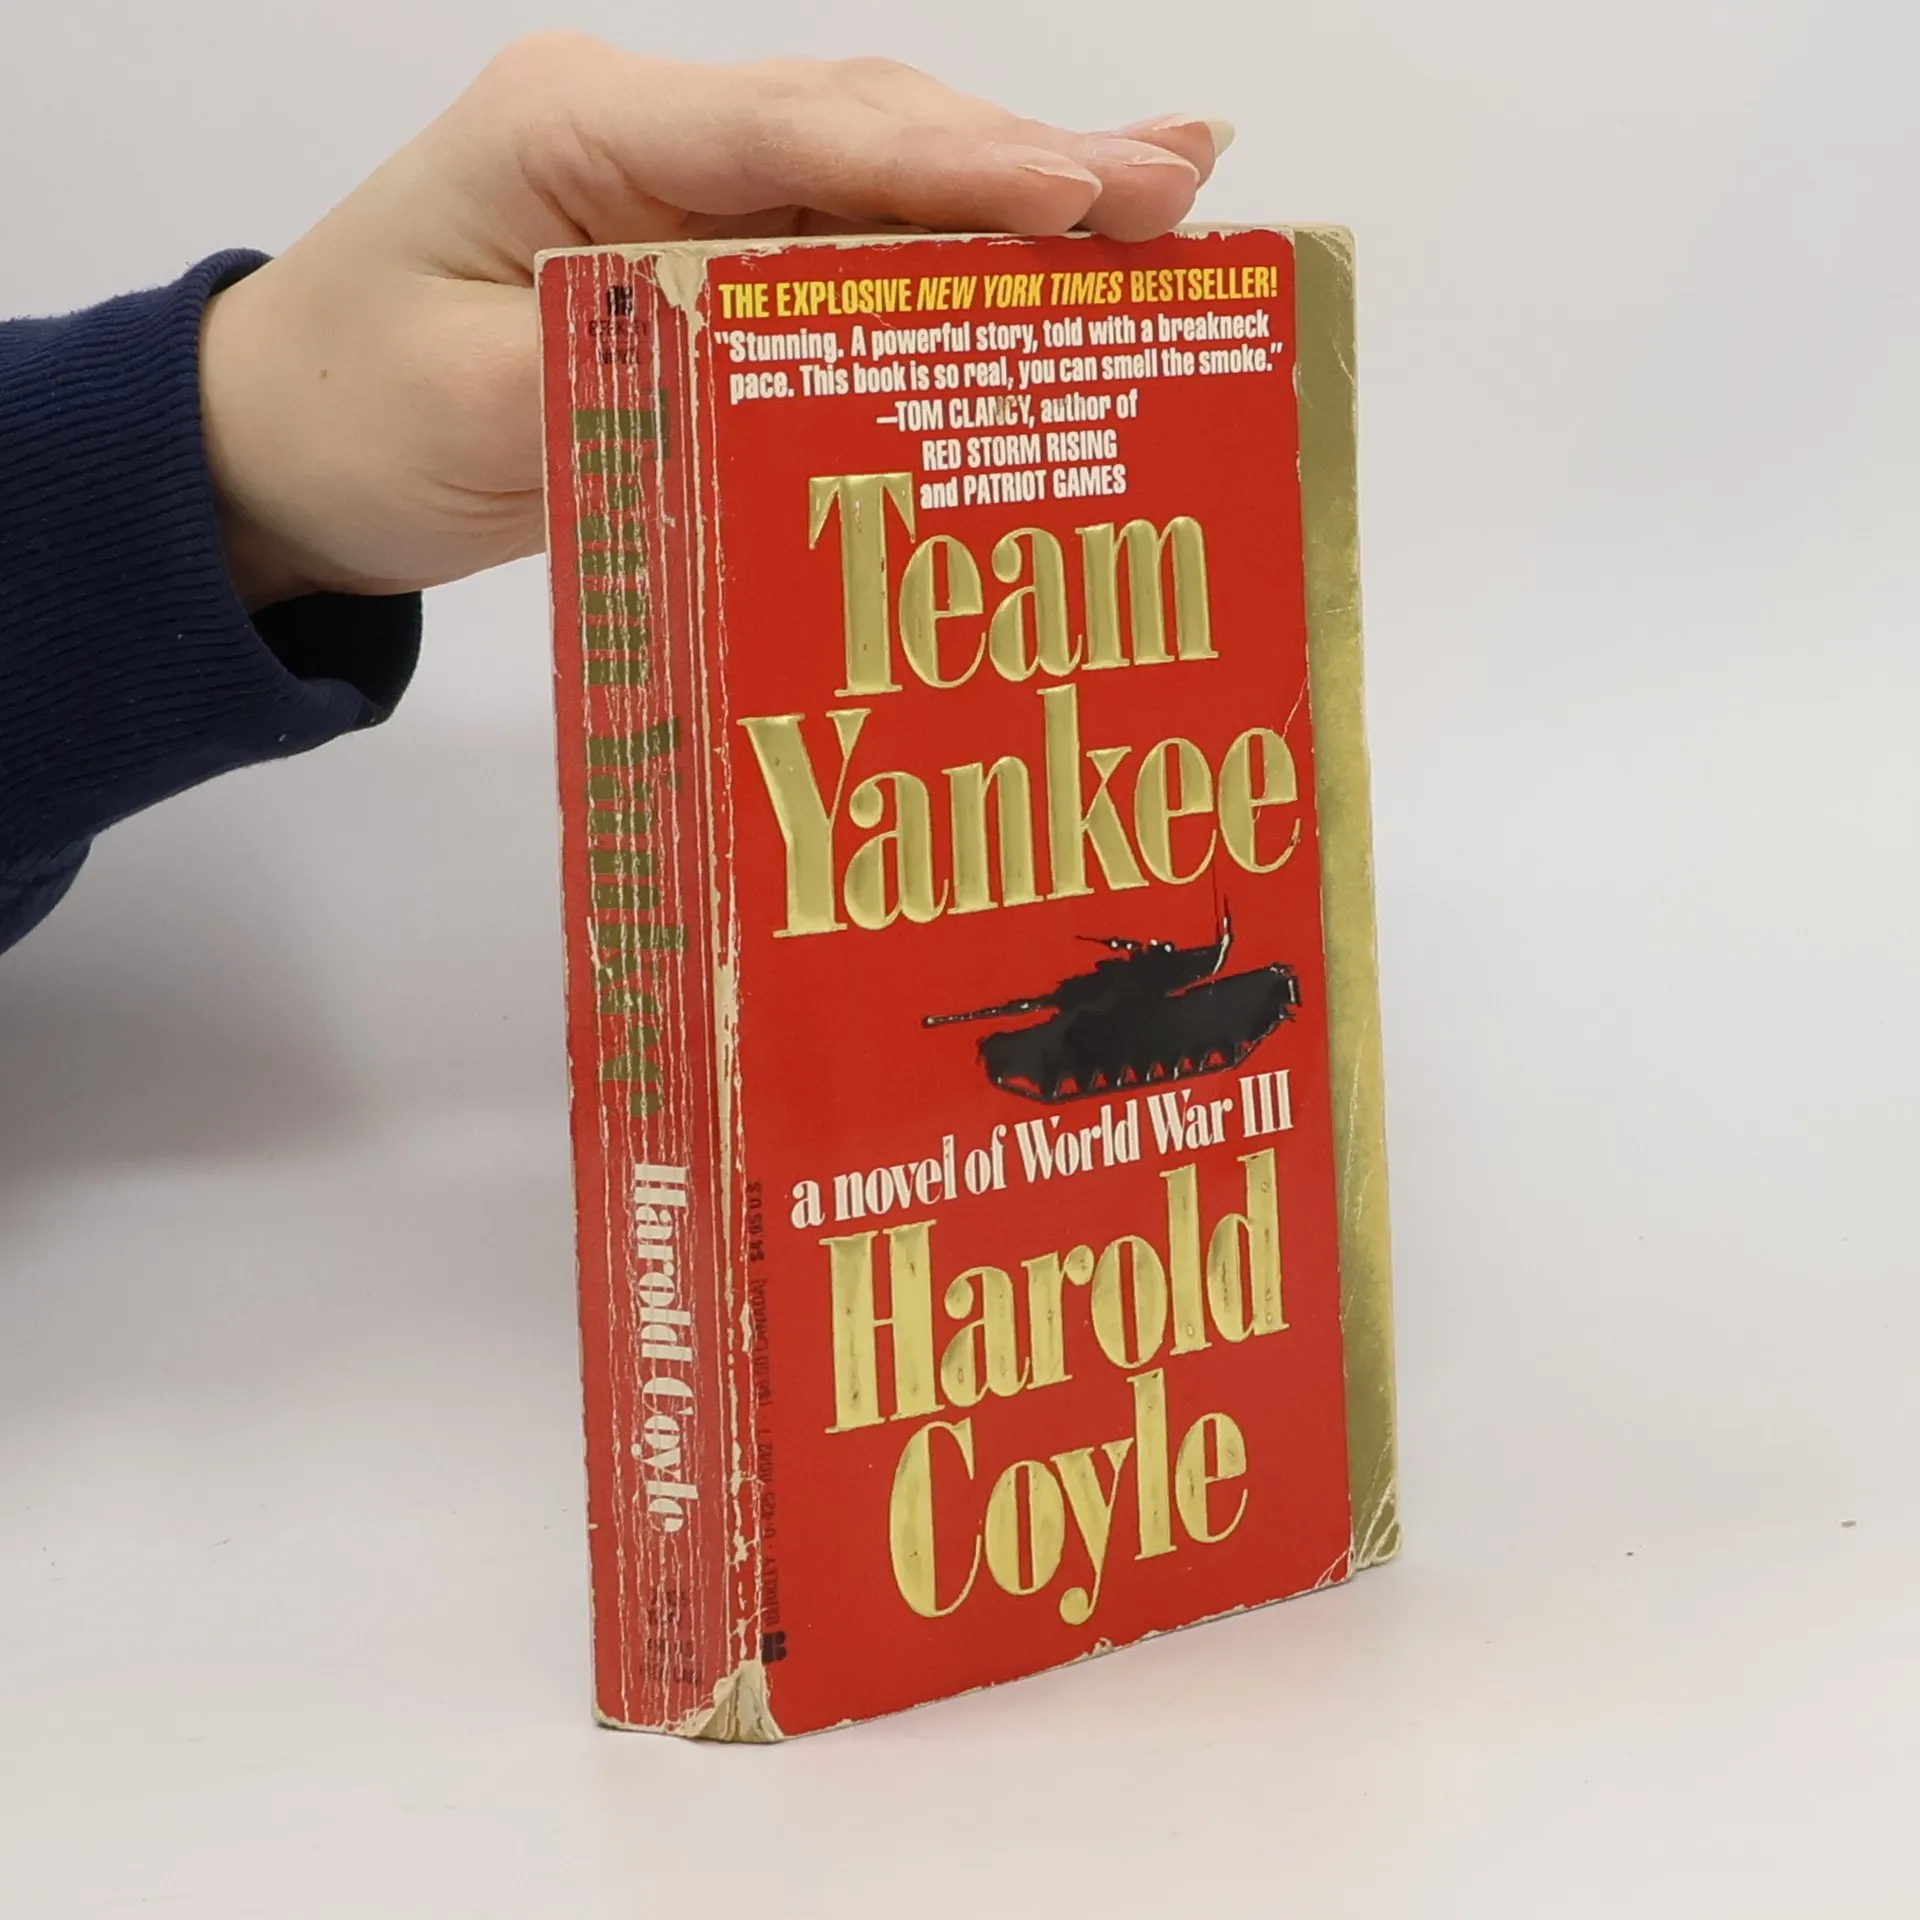 THE EXPLOSIVE NEW YORK TIMES BESTSELLER!
"Stunning. A powerful story, told with a breakneck
pace. This book is so real, you can smell the smoke."
—TOM CLANCY, author of
RED STORM RISING
and PATRIOT GAMES
Team
Yankee
a novel of World War III
Harold
Coyle
Team Yankee
Harold Coyle
$4.95 U.S.